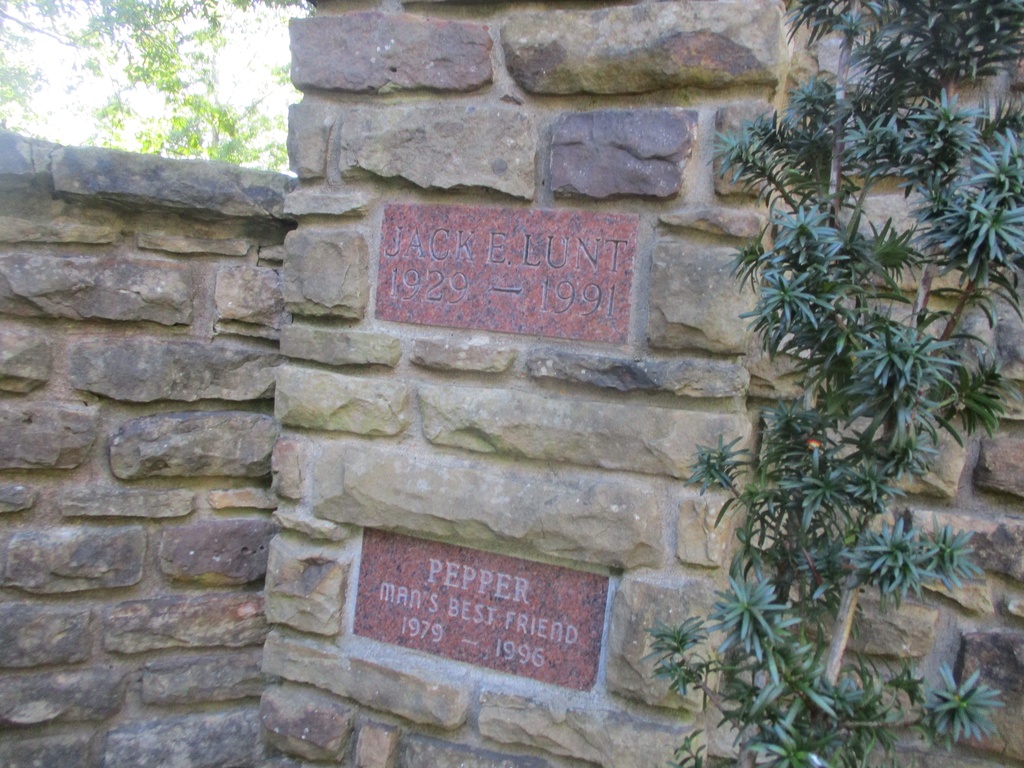 JACK E. LUNT
1929 — 1991
PEPPER
MAN'S BEST FRIEND
1979 — 1996